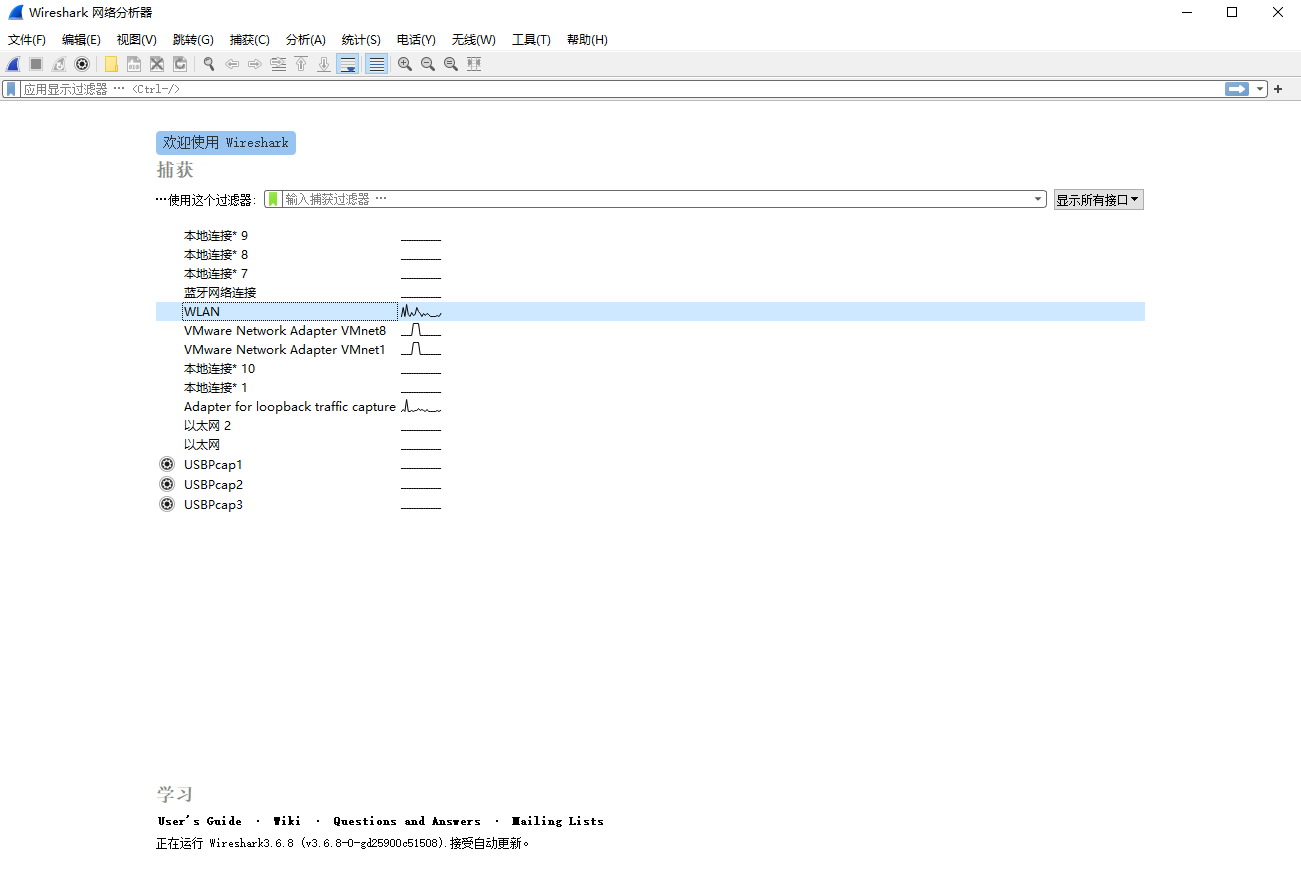 Wireshark 网络分析器
文件(F) 编辑(E) 视图(V) 跳转(G) 捕获(C) 分析(A) 统计(S) 电话(Y) 无线(W) 工具(T) 帮助(H)
应用显示过滤器 … <Ctrl-/>
欢迎使用 Wireshark
捕获
…使用这个过滤器: 输入捕获过滤器 … 显示所有接口
本地连接* 9
本地连接* 8
本地连接* 7
蓝牙网络连接
WLAN
VMware Network Adapter VMnet8
VMware Network Adapter VMnet1
本地连接* 10
本地连接* 1
Adapter for loopback traffic capture
以太网 2
以太网
USBPcap1
USBPcap2
USBPcap3
学习
User's Guide · Wiki · Questions and Answers · Mailing Lists
正在运行 Wireshark3.6.8 (v3.6.8-0-gd25900c51508).接受自动更新。